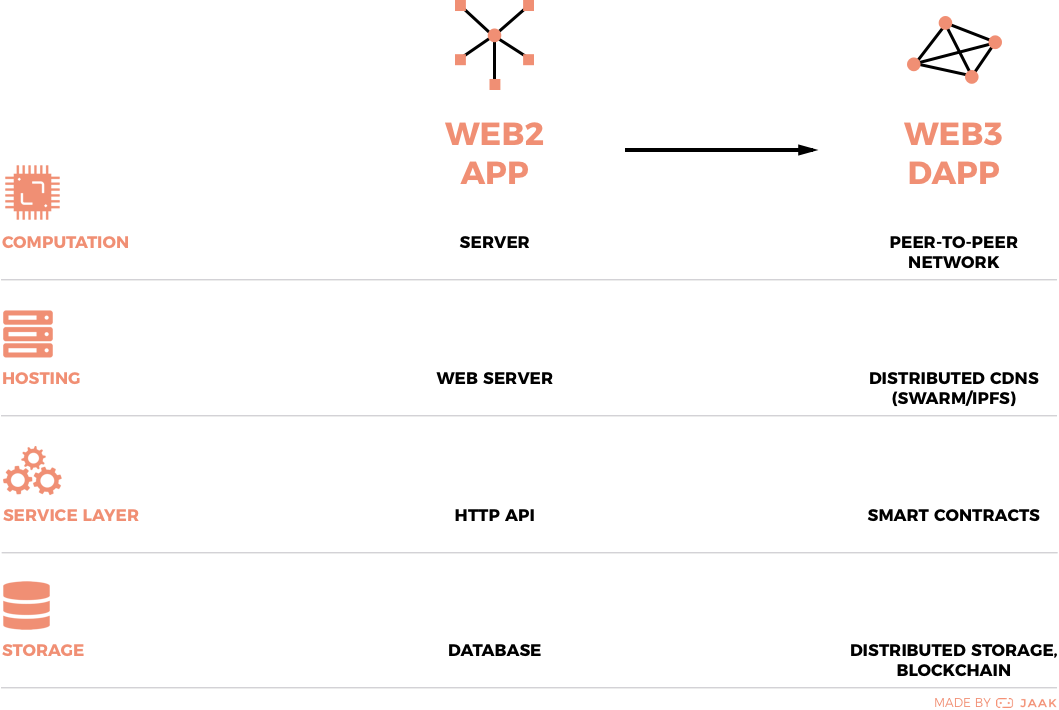 WEB2
APP
WEB3
DAPP
COMPUTATION
SERVER
PEER-TO-PEER
NETWORK
HOSTING
WEB SERVER
DISTRIBUTED CDNS
(SWARM/IPFS)
SERVICE LAYER
HTTP API
SMART CONTRACTS
STORAGE
DATABASE
DISTRIBUTED STORAGE,
BLOCKCHAIN
MADE BY JAAK